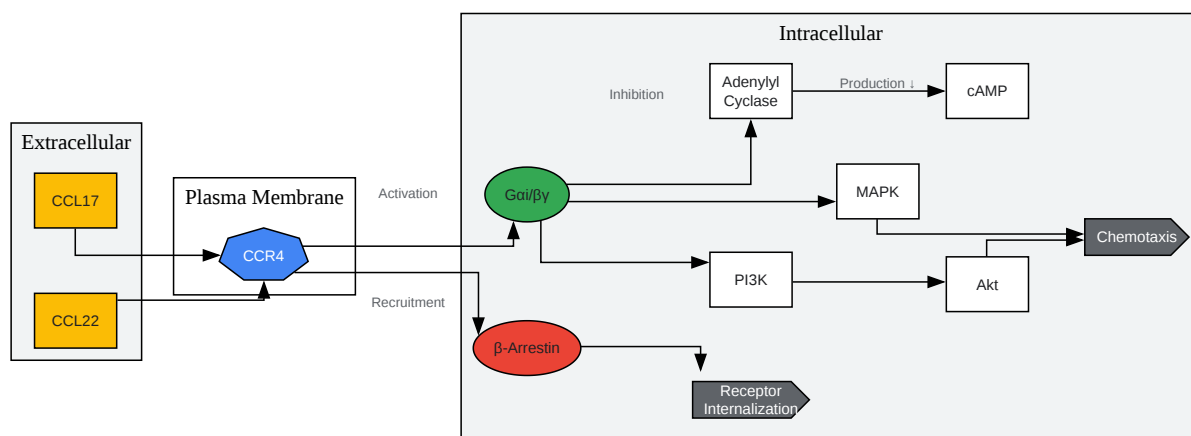 Intracellular
Adenylyl
Cyclase
Production ↓
cAMP
Inhibition
Extracellular
CCL17
Plasma Membrane
CCR4
Activation
Gαi/βγ
MAPK
Chemotaxis
PI3K
Akt
CCL22
Recruitment
β-Arrestin
Receptor
Internalization